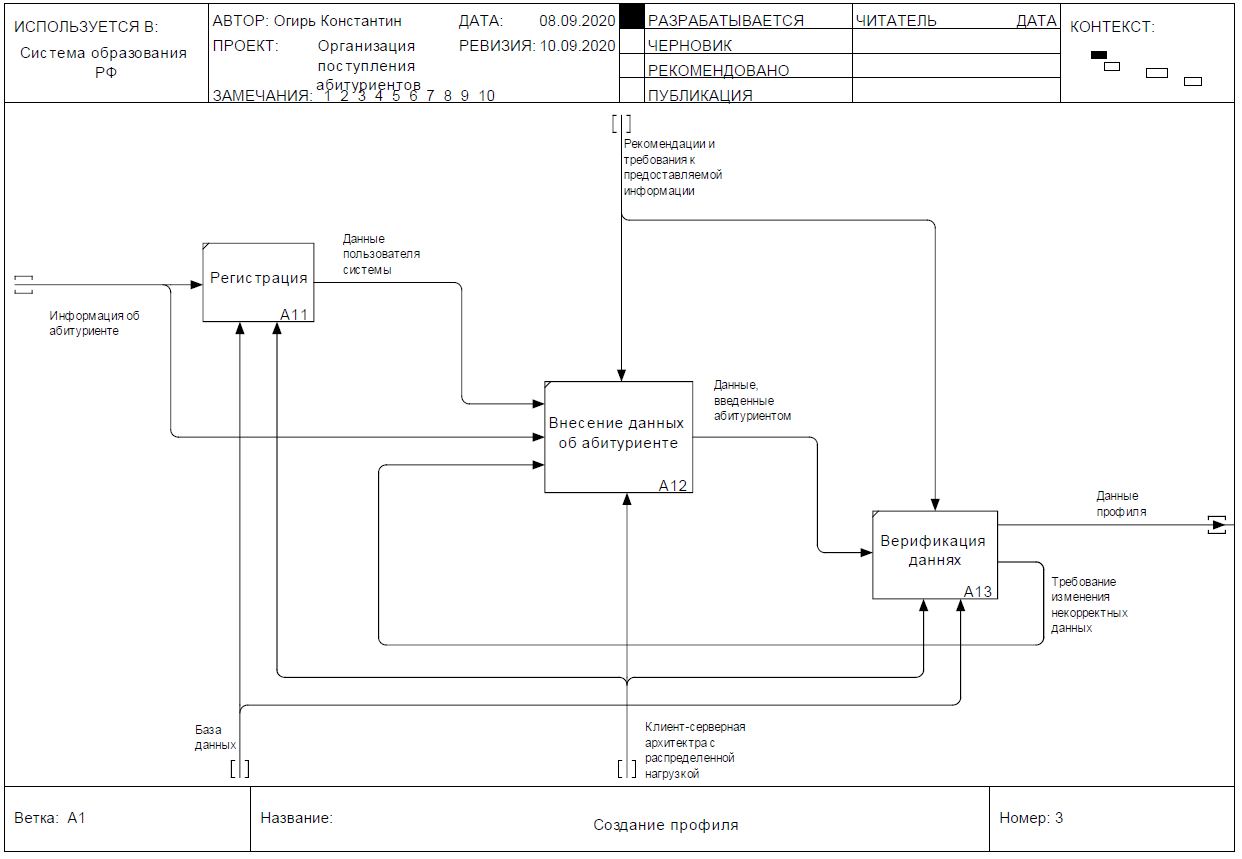 ИСПОЛЬЗУЕТСЯ В:
Система образования
РФ
АВТОР: Огирь Константин
ДАТА: 08.09.2020
ПРОЕКТ: Организация
поступления
абитуриентов
РЕВИЗИЯ: 10.09.2020
ЗАМЕЧАНИЯ: 1 2 3 4 5 6 7 8 9 10
РАЗРАБАТЫВАЕТСЯ
ЧЕРНОВИК
РЕКОМЕНДОВАНО
ПУБЛИКАЦИЯ
ЧИТАТЕЛЬ ДАТА
КОНТЕКСТ:
Рекомендации и
требования к
предоставляемой
информации
Данные
пользователя
системы
Регистрация
A11
Информация об
абитуриенте
Данные,
введенные
абитуриентом
Внесение данных
об абитуриенте
A12
Данные
профиля
Верификация
даннях
A13
Требование
изменения
некорректных
данных
База
данных
Клиент-серверная
архитектра с
распределенной
нагрузкой
Ветка: A1
Название:
Создание профиля
Номер: 3